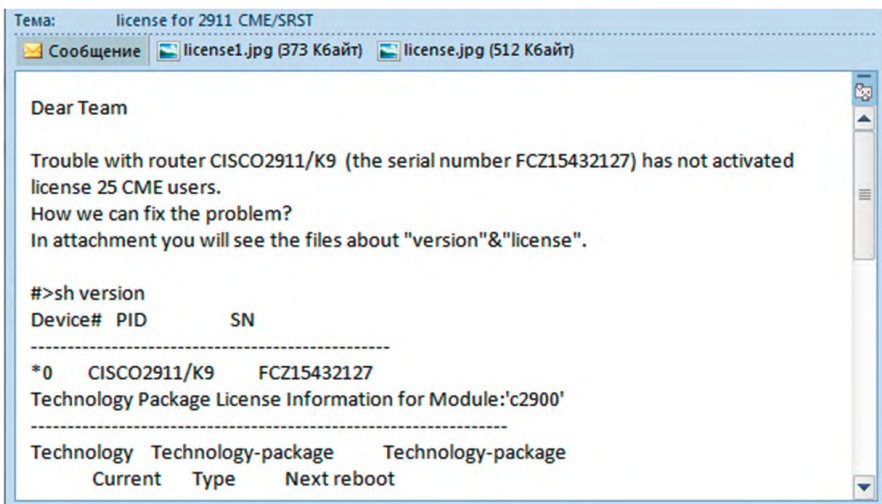 Тема: license for 2911 CME/SRST
Сообщение license1.jpg (373 Кбайт) license.jpg (512 Кбайт)
Dear Team
Trouble with router CISCO2911/K9 (the serial number FCZ15432127) has not activated
license 25 CME users.
How we can fix the problem?
In attachment you will see the files about "version"&"license".
#>sh version
Device# PID SN
-------------------------------------------------
*0 CISCO2911/K9 FCZ15432127
Technology Package License Information for Module:'c2900'
-----------------------------------------------------------------
Technology Technology-package Technology-package
Current Type Next reboot